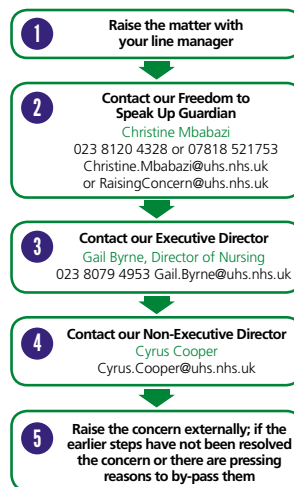 1
Raise the matter with
your line manager
2
Contact our Freedom to
Speak Up Guardian
Christine Mbabazi
023 8120 4328 or 07818 521753
Christine.Mbabazi@uhs.nhs.uk
or RaisingConcern@uhs.nhs.uk
3
Contact our Executive Director
Gail Byrne, Director of Nursing
023 8079 4953 Gail.Byrne@uhs.nhs.uk
4
Contact our Non-Executive Director
Cyrus Cooper
Cyrus.Cooper@uhs.nhs.uk
5
Raise the concern externally; if the
earlier steps have not been resolved
the concern or there are pressing
reasons to by-pass them